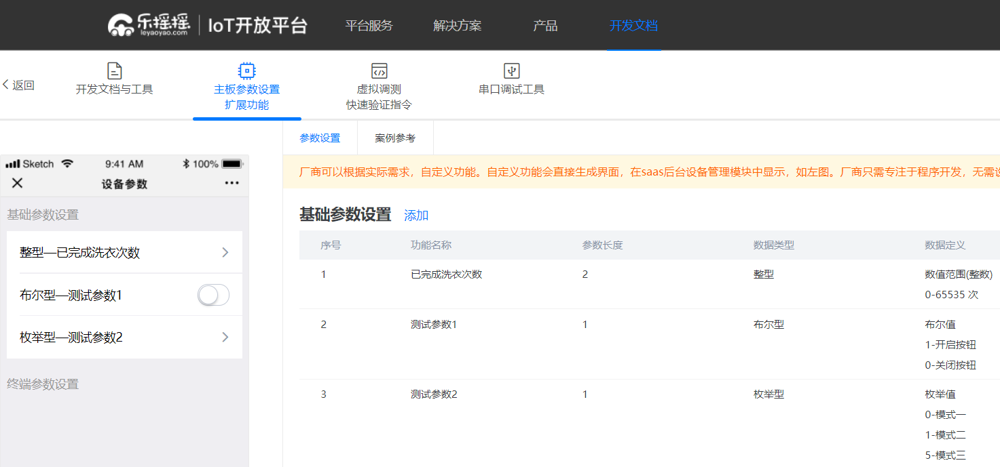 乐摇摇
leyaoyao.com
IoT开放平台
平台服务
解决方案
产品
开发文档
返回
开发文档与工具
主板参数设置
扩展功能
虚拟调测
快速验证指令
串口调试工具
参数设置
案例参考
Sketch
9:41 AM
100%
设备参数
厂商可以根据实际需求，自定义功能。自定义功能会直接生成界面，在saas后台设备管理模块中显示，如左图。厂商只需专注于程序开发，无需
基础参数设置
整型—已完成洗衣次数
布尔型—测试参数1
枚举型—测试参数2
终端参数设置
基础参数设置 添加
序号 功能名称 参数长度 数据类型 数据定义
1 已完成洗衣次数 2 整型 数值范围(整数)
0-65535 次
2 测试参数1 1 布尔型 布尔值
1-开启按钮
0-关闭按钮
3 测试参数2 1 枚举型 枚举值
0-模式一
1-模式二
5-模式三